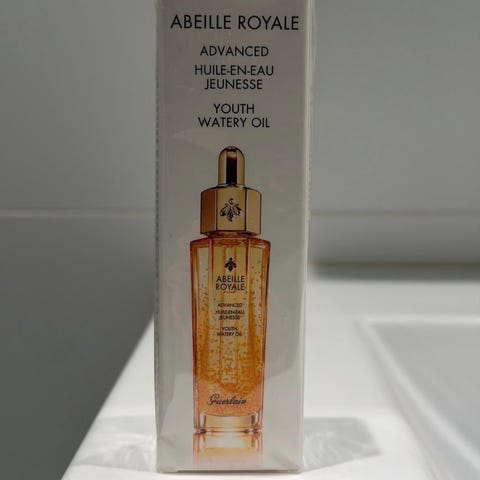 ABEILLE ROYALE
ADVANCED
HUILE-EN-EAU
JEUNESSE
YOUTH
WATERY OIL
ABEILLE
ROYALE
ADVANCED
HUILE-EN-EAU
JEUNESSE
YOUTH
WATERY OIL
Guerlain